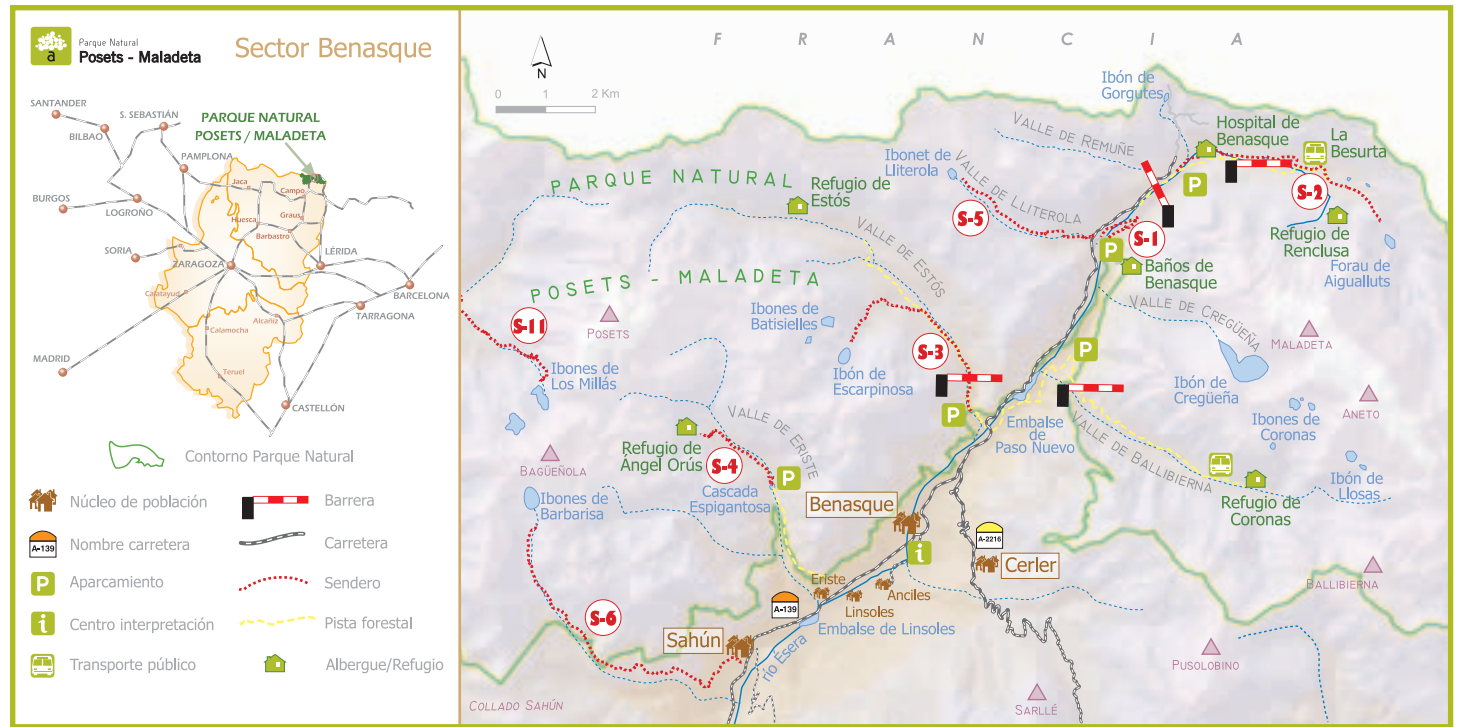 a
Parque Natural
Posets - Maladeta
Sector Benasque
SANTANDER
BILBAO
S. SEBASTIÁN
PARQUE NATURAL
POSETS / MALADETA
PAMPLONA
BURGOS
LOGROÑO
Jaca
Campo
Graus
Huesca
Barbastro
SORIA
ZARAGOZA
LÉRIDA
Calatayud
BARCELONA
TARRAGONA
Alcañiz
Calamocha
MADRID
Teruel
CASTELLÓN
Contorno Parque Natural
Núcleo de población
Barrera
A-139
Nombre carretera
Carretera
P
Aparcamiento
Sendero
i
Centro interpretación
Pista forestal
Transporte público
Albergue/Refugio
F R A N C I A
N
0 1 2 Km
Ibón de
Gorgutes
VALLE DE REMUÑE
Hospital de
Benasque
La
Besurta
Ibonet de
Lliterola
VALLE DE LLITEROLA
PARQUE NATURAL
Refugio de
Estós
P
S-2
S-5
S-1
Refugio de
Renclusa
P
Baños de
Benasque
Forau de
Aigualluts
VALLE DE ESTÓS
POSETS - MALADETA
VALLE DE CREGÜEÑA
S-11
POSETS
Ibones de
Batisielles
MALADETA
S-3
P
Ibones de
Los Millás
Ibón de
Escarpinosa
Ibón de
Cregüeña
ANETO
P
Embalse
de
Paso Nuevo
Ibones de
Coronas
VALLE DE ERISTE
Refugio de
Ángel Orús
BAGÜEÑOLA
S-4
P
VALLE DE BALLIBIERNA
Ibón de
Llosas
Cascada
Espigantosa
Refugio de
Coronas
Ibones de
Barbarisa
Benasque
A-2216
i
Cerler
BALLIBIERNA
Eriste
Anciles
Linsoles
A-139
Embalse de Linsoles
S-6
Sahún
río Ésera
PUSOLOBINO
SARLLÉ
COLLADO SAHÚN